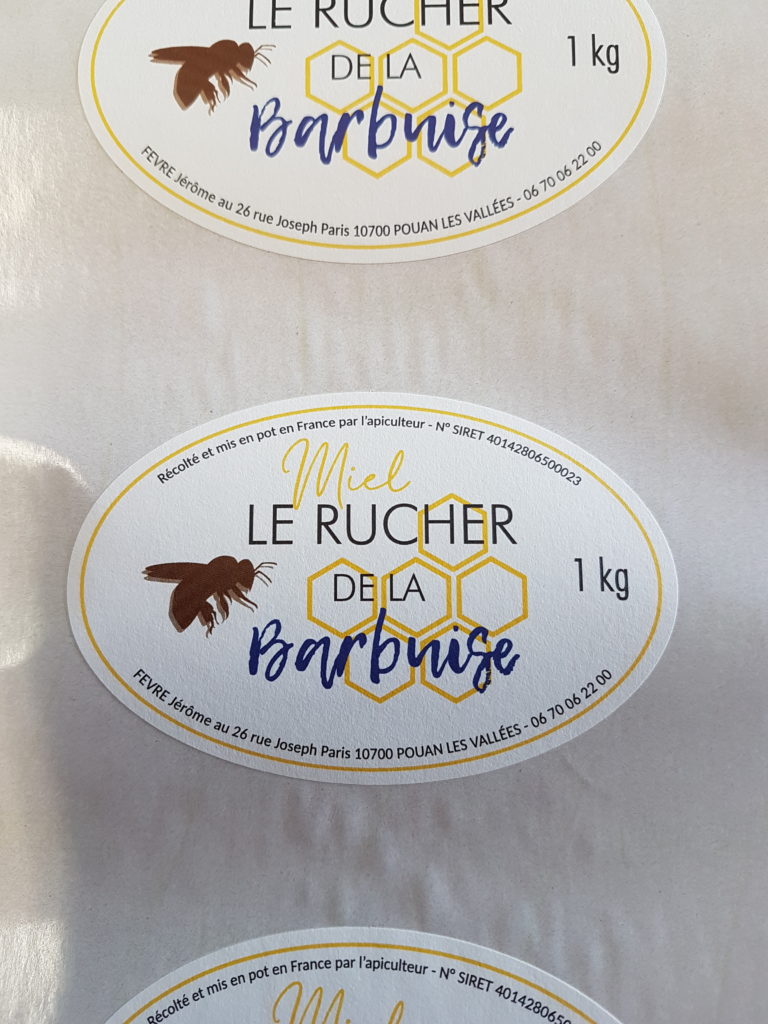 LE RUCHER
DE LA
Barbuise
1 kg
FEVRE Jérôme au 26 rue Joseph Paris 10700 POUAN LES VALLÉES - 06 70 06 22 00
Récolté et mis en pot en France par l'apiculteur - N° SIRET 40142806500023
Miel
LE RUCHER
DE LA
Barbuise
1 kg
FEVRE Jérôme au 26 rue Joseph Paris 10700 POUAN LES VALLÉES - 06 70 06 22 00
Récolté et mis en pot en France par l'apiculteur - N° SIRET 401428065
Miel